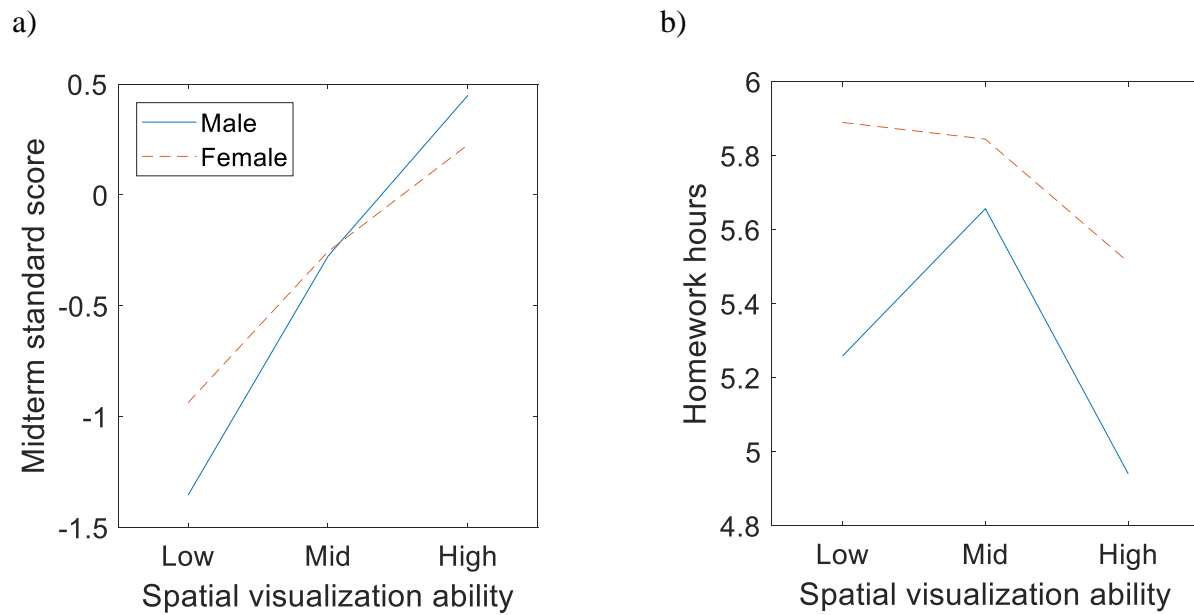 a)
0.5
0
-0.5
-1
-1.5
Midterm standard score
Male
Female
Low Mid High
Spatial visualization ability
b)
6
5.8
5.6
5.4
5.2
5
4.8
Homework hours
Low Mid High
Spatial visualization ability